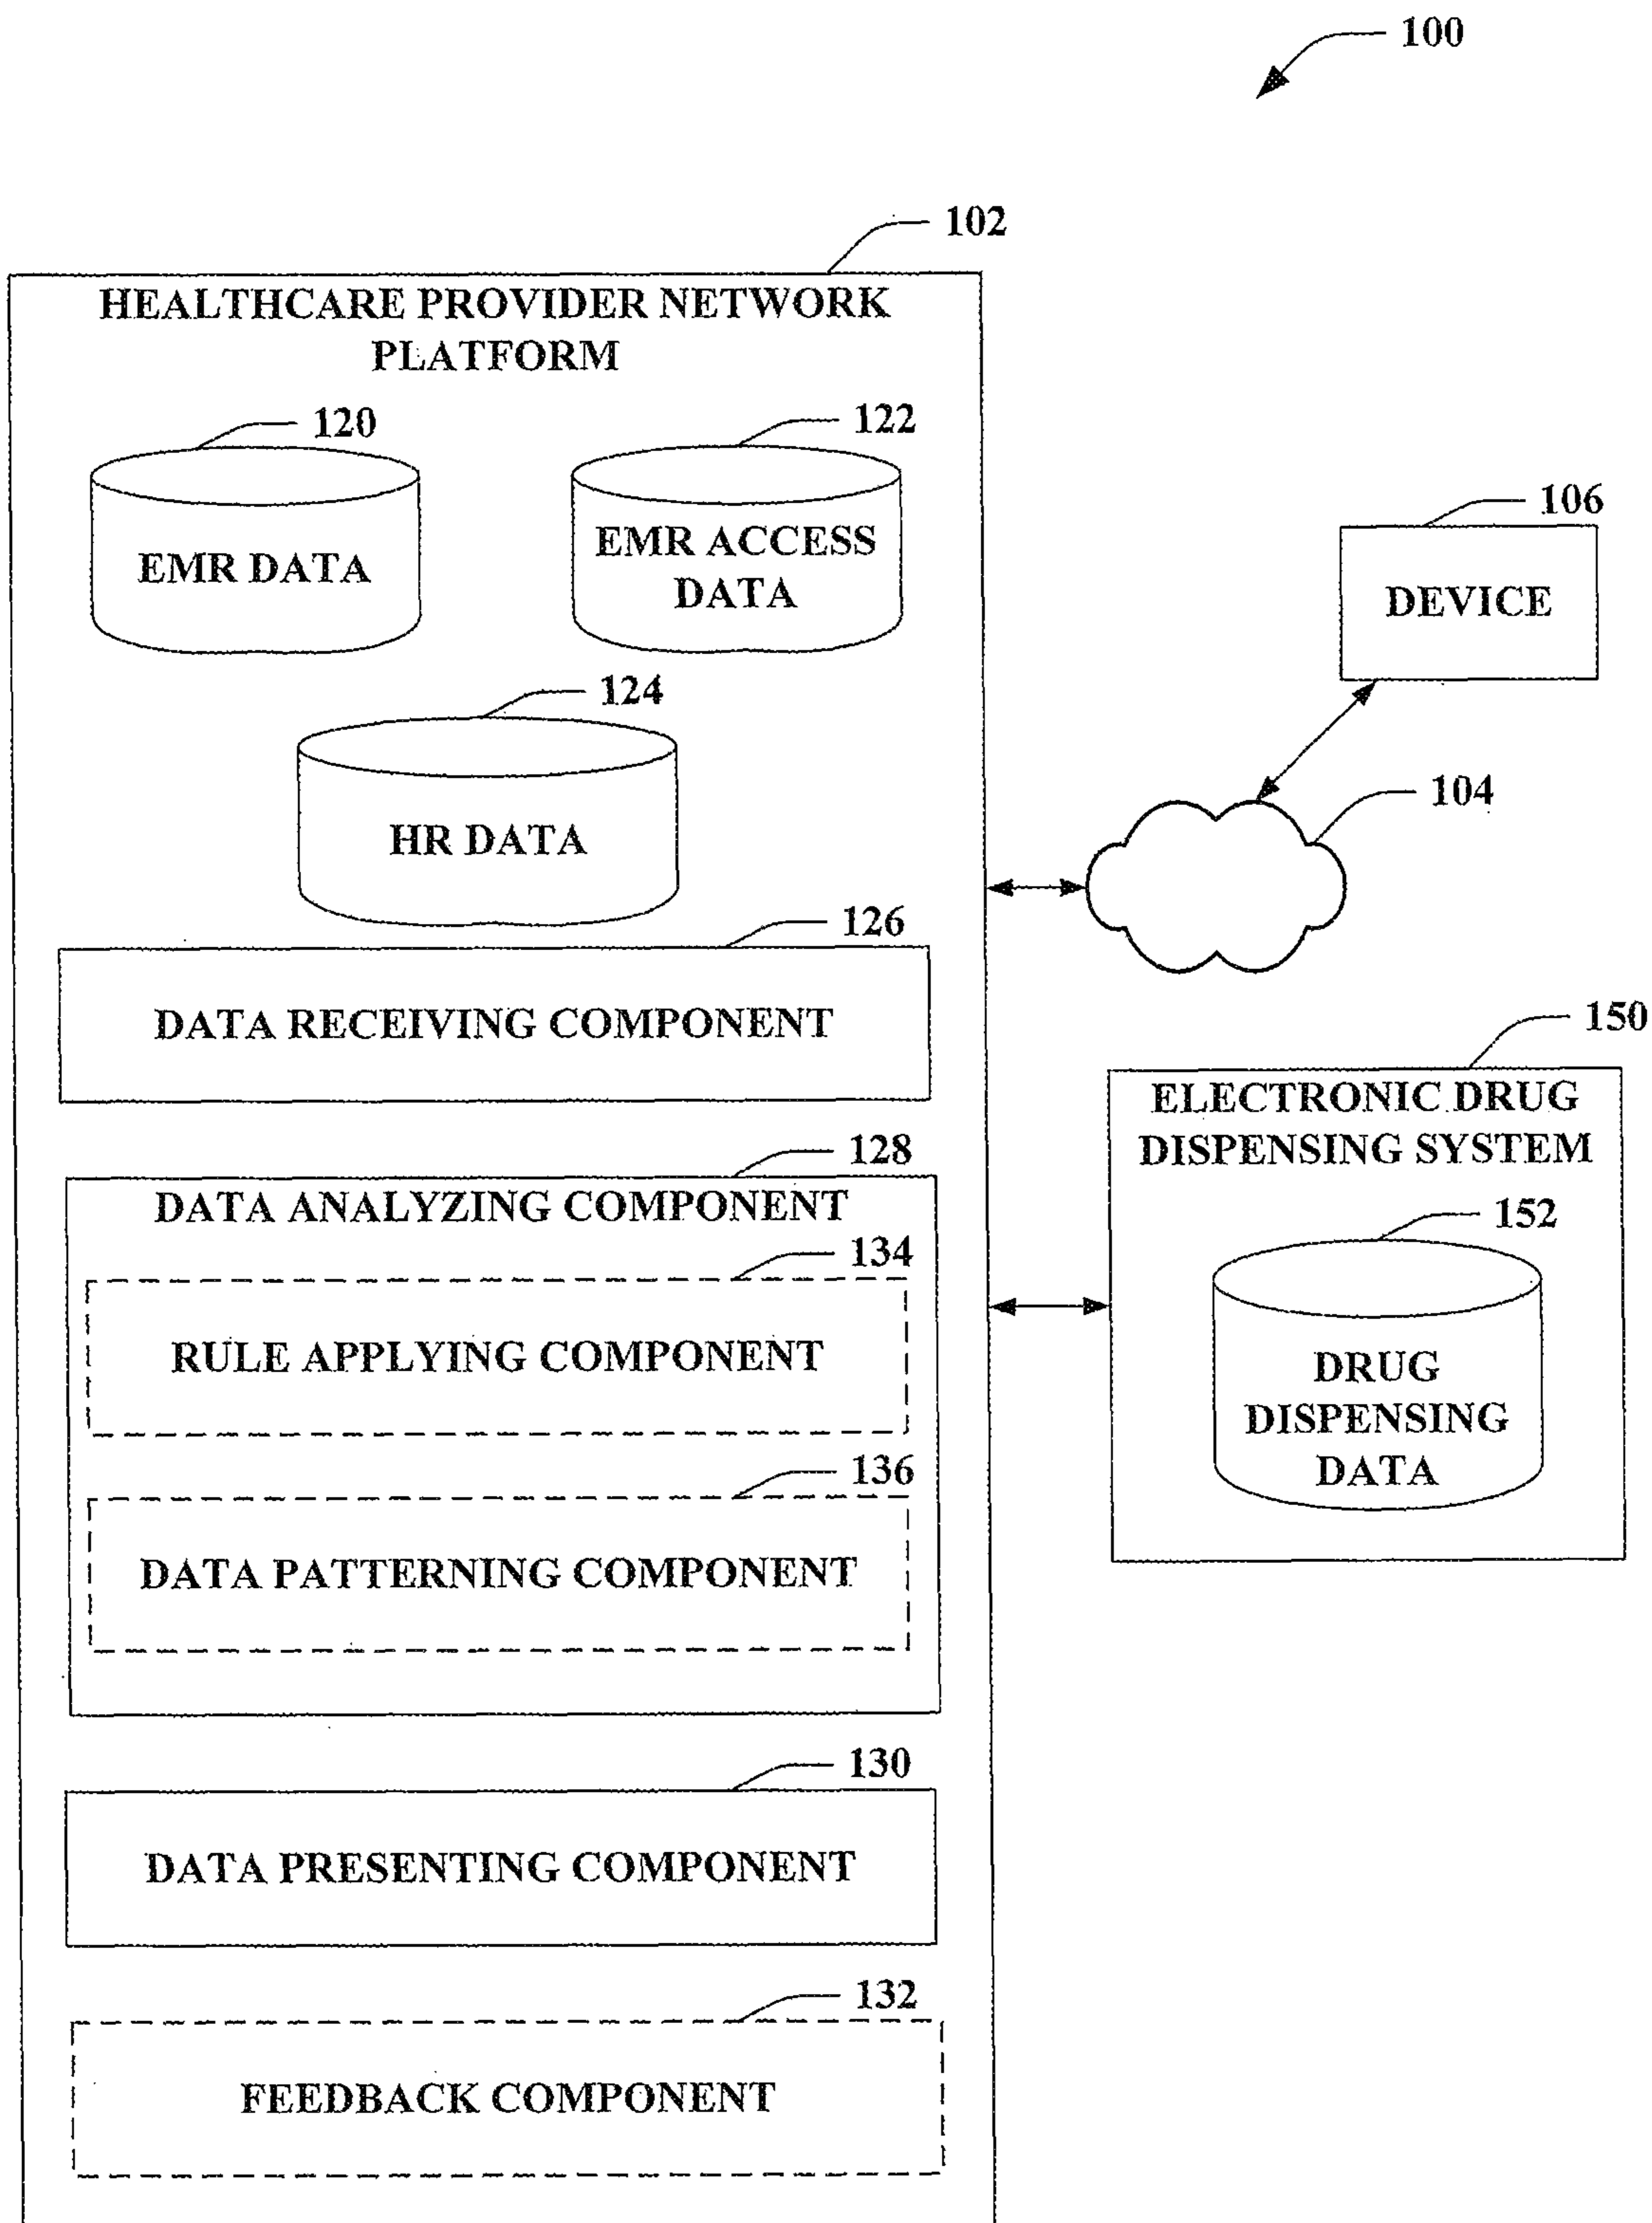 100
102
HEALTHCARE PROVIDER NETWORK
PLATFORM
120
122
EMR DATA
EMR ACCESS
DATA
106
DEVICE
124
HR DATA
104
126
DATA RECEIVING COMPONENT
150
ELECTRONIC DRUG
DISPENSING SYSTEM
152
DRUG
DISPENSING
DATA
128
DATA ANALYZING COMPONENT
134
RULE APPLYING COMPONENT
136
DATA PATTERNING COMPONENT
130
DATA PRESENTING COMPONENT
132
FEEDBACK COMPONENT